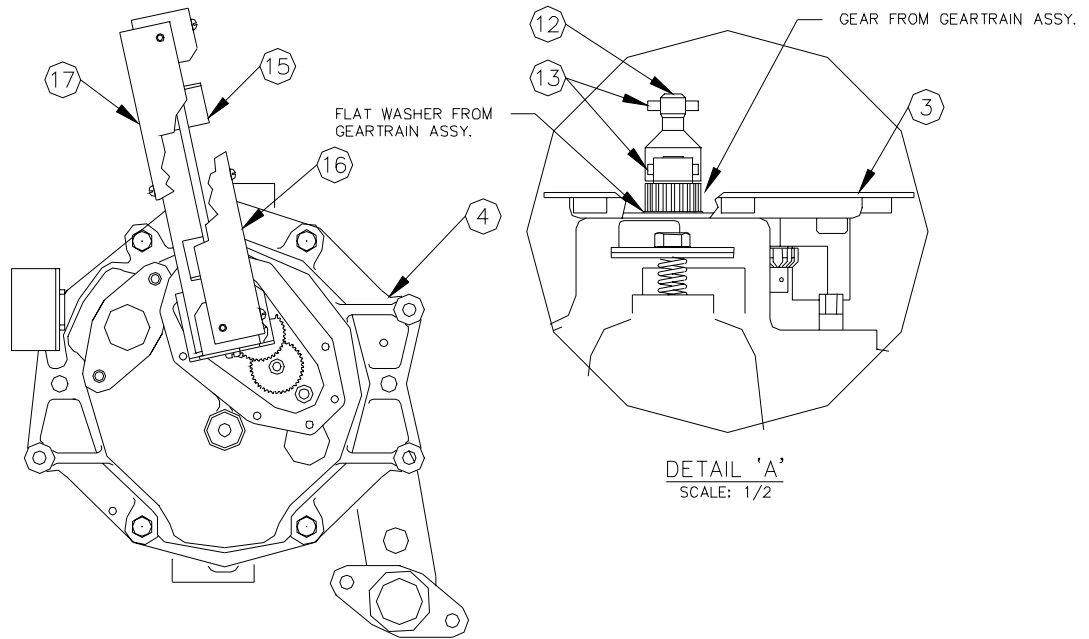 12
GEAR FROM GEARTRAIN ASSY.
17
15
13
FLAT WASHER FROM
GEARTRAIN ASSY.
3
16
4
DETAIL 'A'
SCALE: 1/2